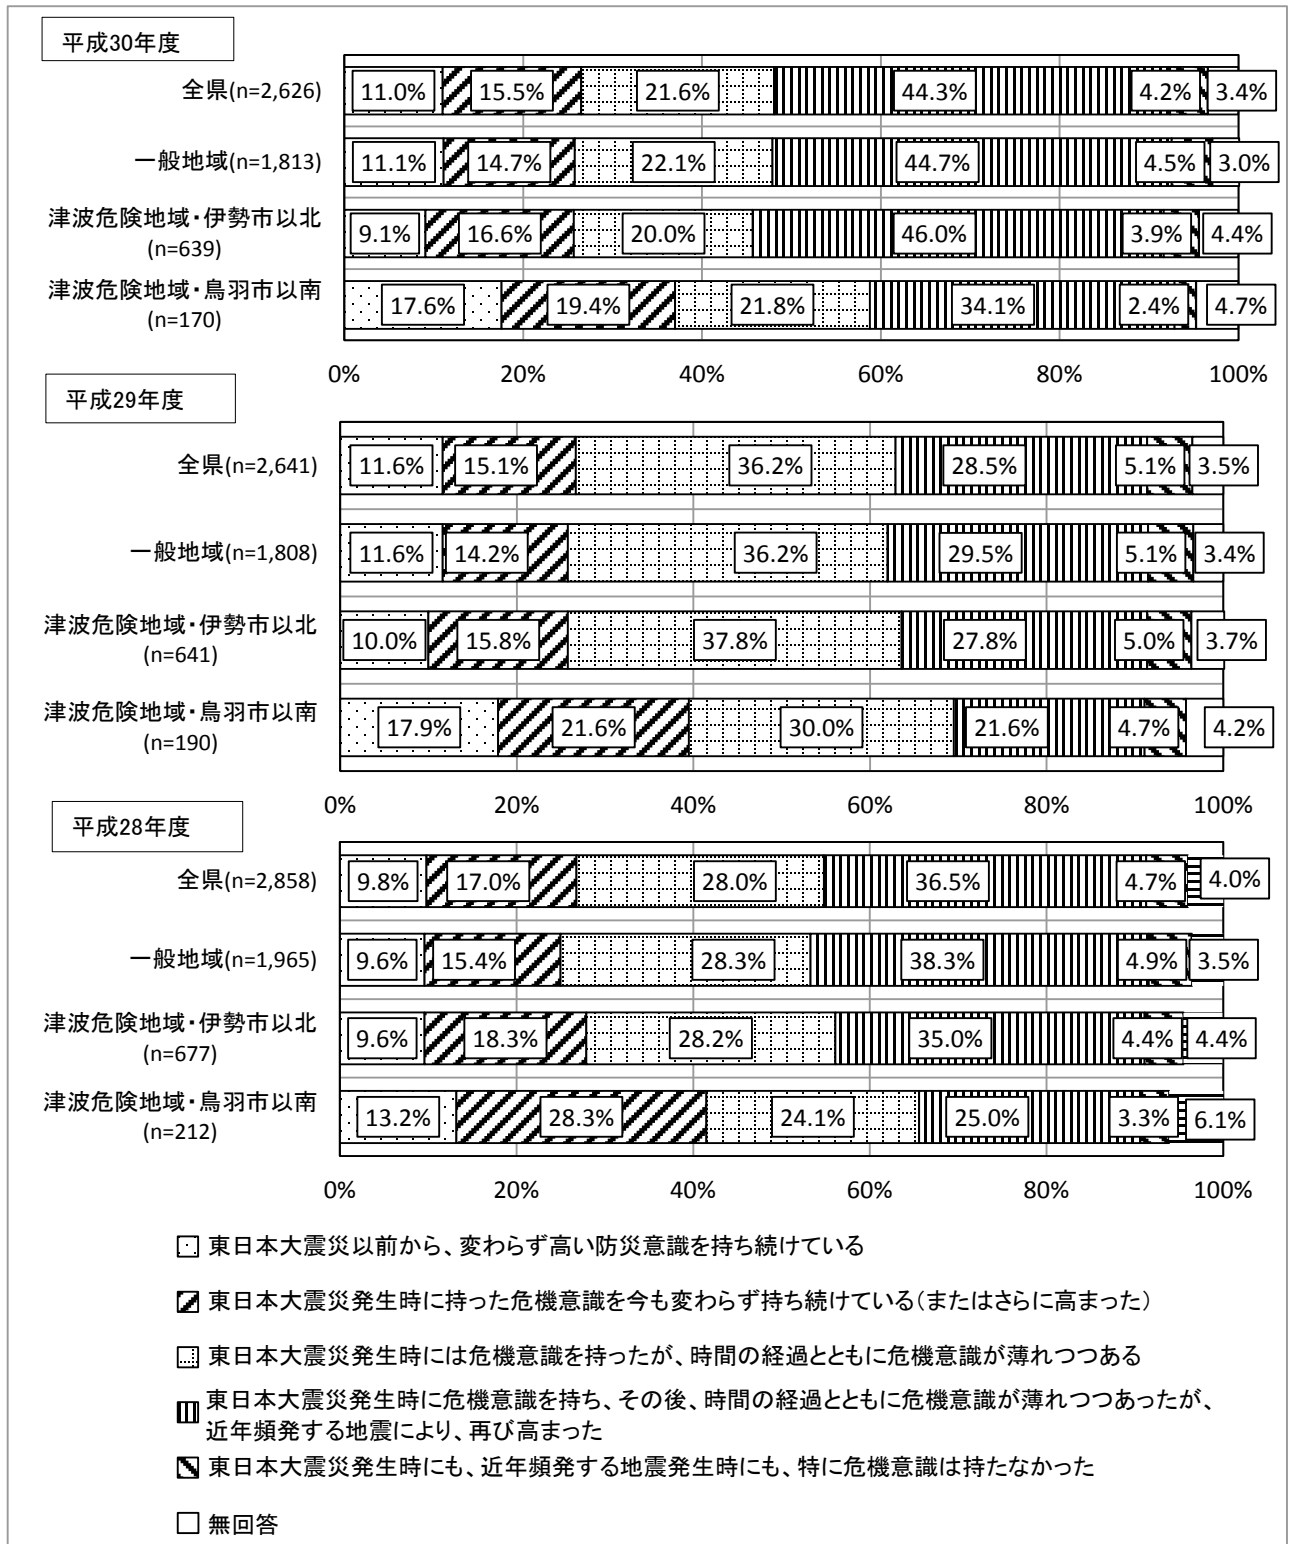 平成30年度
全県(n=2,626)
11.0% 15.5% 21.6% 44.3% 4.2% 3.4%
一般地域(n=1,813)
11.1% 14.7% 22.1% 44.7% 4.5% 3.0%
津波危険地域・伊勢市以北
(n=639)
9.1% 16.6% 20.0% 46.0% 3.9% 4.4%
津波危険地域・鳥羽市以南
(n=170)
17.6% 19.4% 21.8% 34.1% 2.4% 4.7%
0% 20% 40% 60% 80% 100%
平成29年度
全県(n=2,641)
11.6% 15.1% 36.2% 28.5% 5.1% 3.5%
一般地域(n=1,808)
11.6% 14.2% 36.2% 29.5% 5.1% 3.4%
津波危険地域・伊勢市以北
(n=641)
10.0% 15.8% 37.8% 27.8% 5.0% 3.7%
津波危険地域・鳥羽市以南
(n=190)
17.9% 21.6% 30.0% 21.6% 4.7% 4.2%
0% 20% 40% 60% 80% 100%
平成28年度
全県(n=2,858)
9.8% 17.0% 28.0% 36.5% 4.7% 4.0%
一般地域(n=1,965)
9.6% 15.4% 28.3% 38.3% 4.9% 3.5%
津波危険地域・伊勢市以北
(n=677)
9.6% 18.3% 28.2% 35.0% 4.4% 4.4%
津波危険地域・鳥羽市以南
(n=212)
13.2% 28.3% 24.1% 25.0% 3.3% 6.1%
0% 20% 40% 60% 80% 100%
東日本大震災以前から、変わらず高い防災意識を持ち続けている
東日本大震災発生時に持った危機意識を今も変わらず持ち続けている(またはさらに高まった)
東日本大震災発生時には危機意識を持ったが、時間の経過とともに危機意識が薄れつつある
東日本大震災発生時に危機意識を持ち、その後、時間の経過とともに危機意識が薄れつつあったが、
近年頻発する地震により、再び高まった
東日本大震災発生時にも、近年頻発する地震発生時にも、特に危機意識は持たなかった
無回答